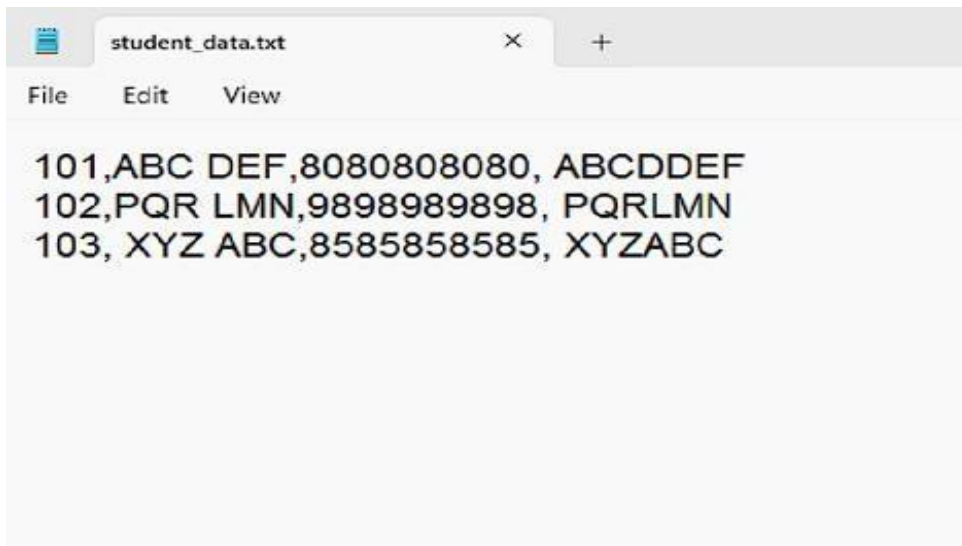 student_data.txt × +
File Edit View
101,ABC DEF,8080808080, ABCDDEF
102,PQR LMN,9898989898, PQRLMN
103, XYZ ABC,8585858585, XYZABC